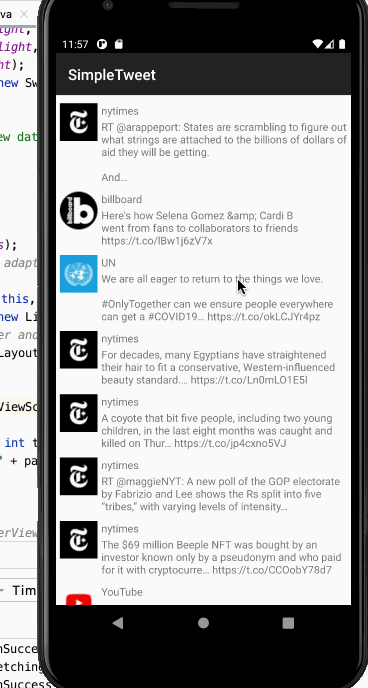 va
11:57
light,
SimpleTweet
light,
ht);
new Sw
nytimes
RT @arappeport: States are scrambling to figure out
what strings are attached to the billions of dollars of
aid they will be getting.
And...
new dat
billboard
Here's how Selena Gomez &amp; Cardi B
went from fans to collaborators to friends
https://t.co/lBw1j6zV7x
s);
adapt
UN
We are all eager to return to the things we love.
#OnlyTogether can we ensure people everywhere
can get a #COVID19… https://t.co/okLCJYr4pz
this,
new Li
er and
Layout
nytimes
For decades, many Egyptians have straightened
their hair to fit a conservative, Western-influenced
beauty standard.… https://t.co/Ln0mLO1E5I
ViewSc
int t
" + pa
nytimes
A coyote that bit five people, including two young
children, in the last eight months was caught and
killed on Thur… https://t.co/jp4cxno5VJ
nytimes
RT @maggieNYT: A new poll of the GOP electorate
by Fabrizio and Lee shows the Rs split into five
“tribes,” with varying levels of intensity…
erView
nytimes
The $69 million Beeple NFT was bought by an
investor known only by a pseudonym and who paid
for it with cryptocurre… https://t.co/CCObY78d7
Tim
YouTube
nSucce
etching
nSucces